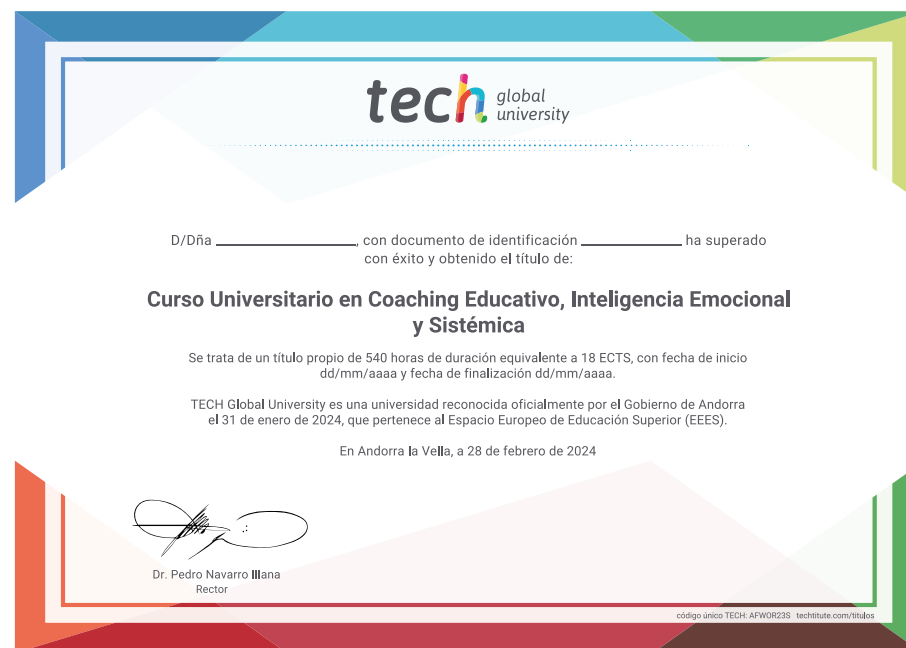 tech global university
D/Dña ________________, con documento de identificación ____________ ha superado
con éxito y obtenido el título de:
Curso Universitario en Coaching Educativo, Inteligencia Emocional
y Sistémica
Se trata de un título propio de 540 horas de duración equivalente a 18 ECTS, con fecha de inicio
dd/mm/aaaa y fecha de finalización dd/mm/aaaa.
TECH Global University es una universidad reconocida oficialmente por el Gobierno de Andorra
el 31 de enero de 2024, que pertenece al Espacio Europeo de Educación Superior (EEES).
En Andorra la Vella, a 28 de febrero de 2024
Dr. Pedro Navarro Illana
Rector
código único TECH: AFWOR23S techtitute.com/titulos